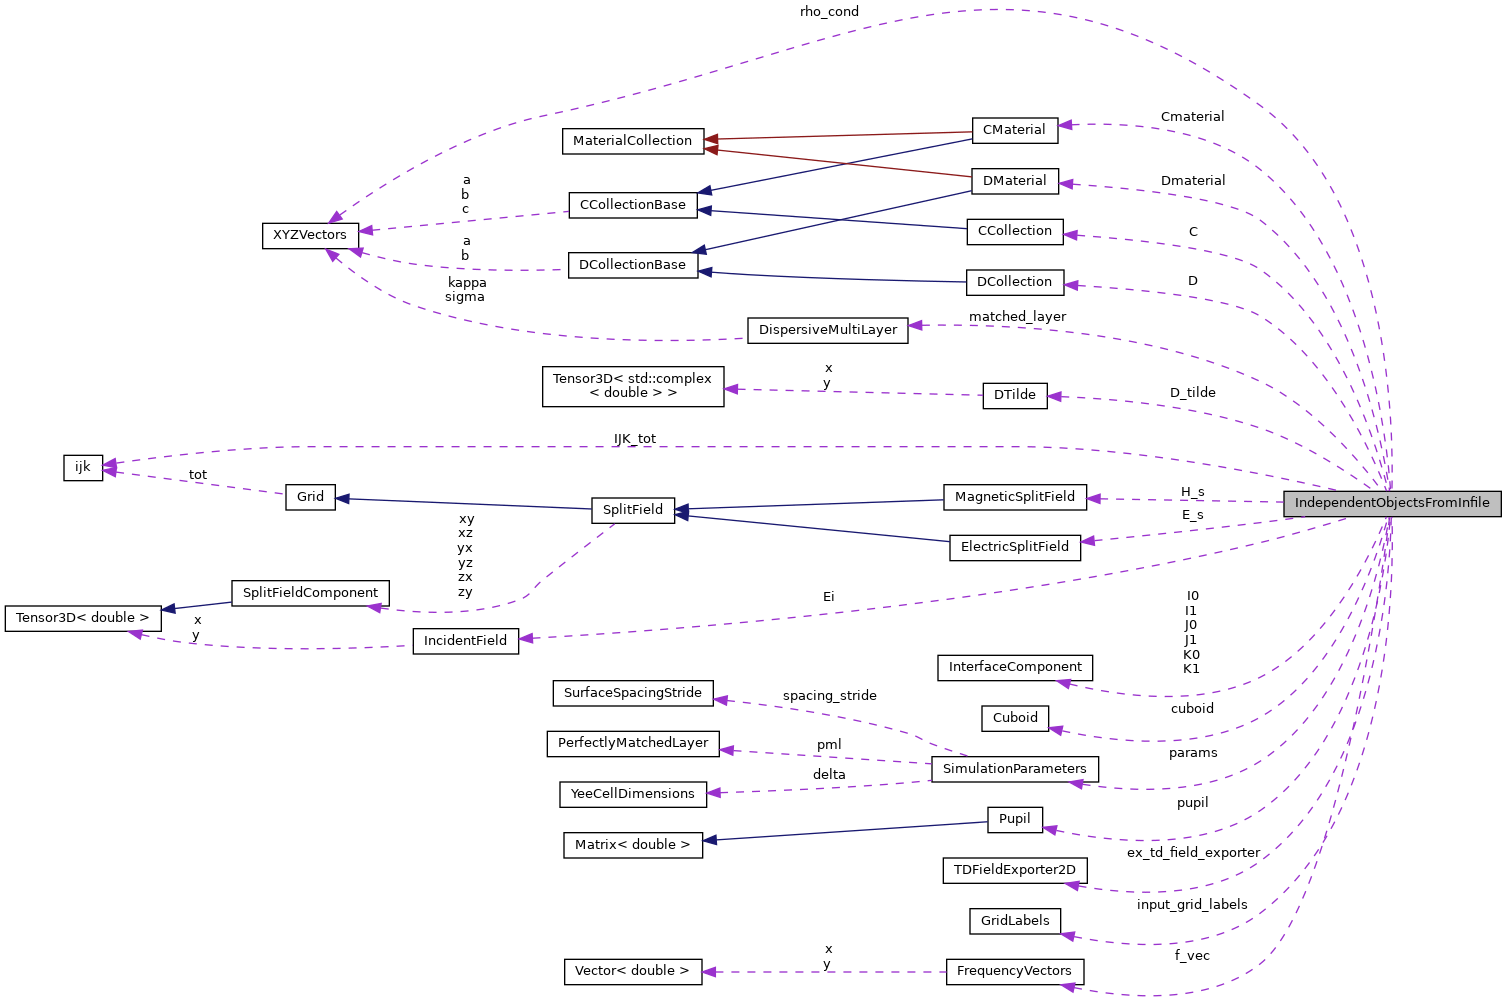 rho_cond
Cmaterial
CMaterial
MaterialCollection
Dmaterial
DMaterial
a
b
c
CCollectionBase
XYZVectors
C
CCollection
a
b
DCollectionBase
D
DCollection
kappa
sigma
matched_layer
DispersiveMultiLayer
x
y
Tensor3D< std::complex
< double > >
D_tilde
DTilde
IJK_tot
ijk
tot
Grid
H_s
MagneticSplitField
SplitField
IndependentObjectsFromInfile
E_s
xy
xz
yx
yz
zx
zy
ElectricSplitField
SplitFieldComponent
Tensor3D< double >
x
y
Ei
IncidentField
I0
I1
J0
J1
K0
K1
InterfaceComponent
SurfaceSpacingStride
spacing_stride
cuboid
Cuboid
PerfectlyMatchedLayer
pml
params
SimulationParameters
delta
YeeCellDimensions
pupil
Pupil
Matrix< double >
ex_td_field_exporter
TDFieldExporter2D
input_grid_labels
GridLabels
x
y
f_vec
Vector< double >
FrequencyVectors